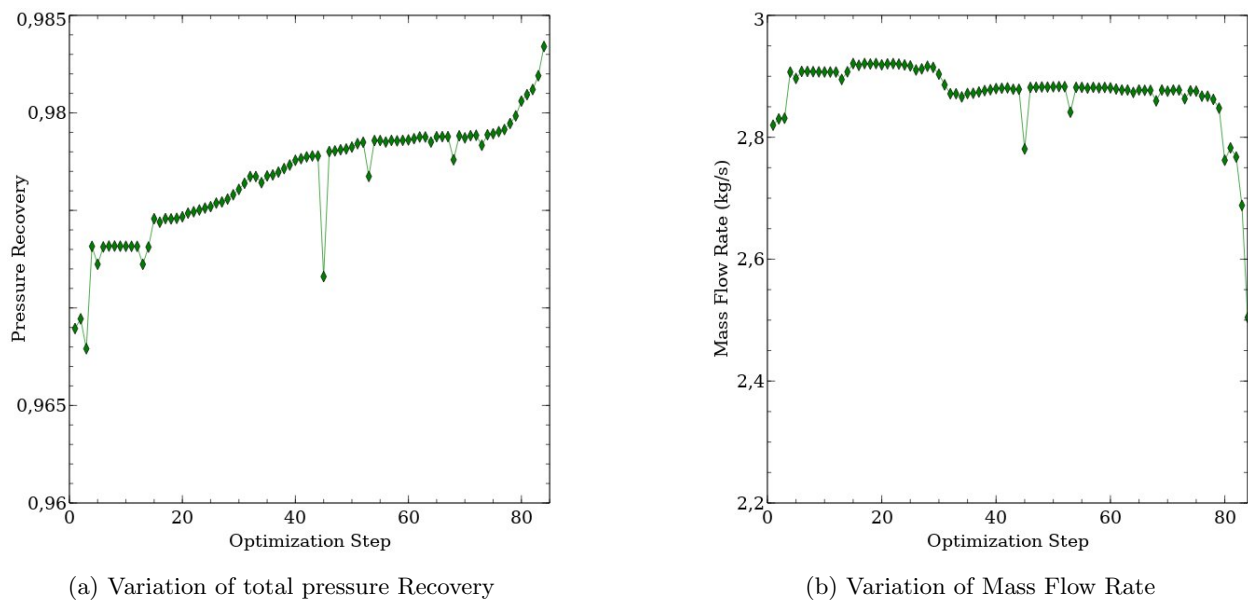 0,985
0,98
0,965
0,96
Pressure Recovery
0 20 40 60 80
Optimization Step
(a) Variation of total pressure Recovery
3
2,8
2,6
2,4
2,2
Mass Flow Rate (kg/s)
0 20 40 60 80
Optimization Step
(b) Variation of Mass Flow Rate